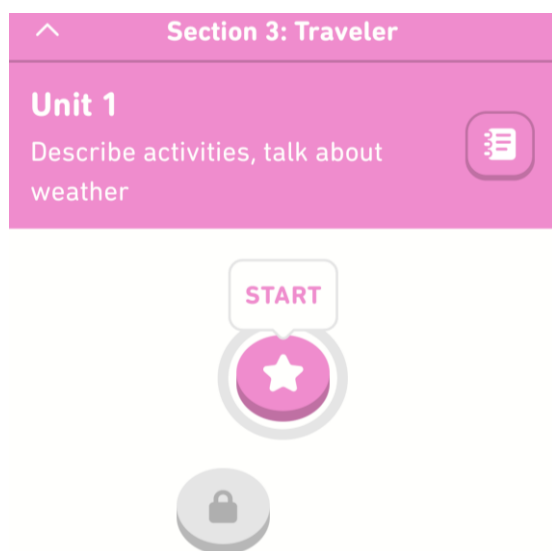 Section 3: Traveler
Unit 1
Describe activities, talk about
weather
START